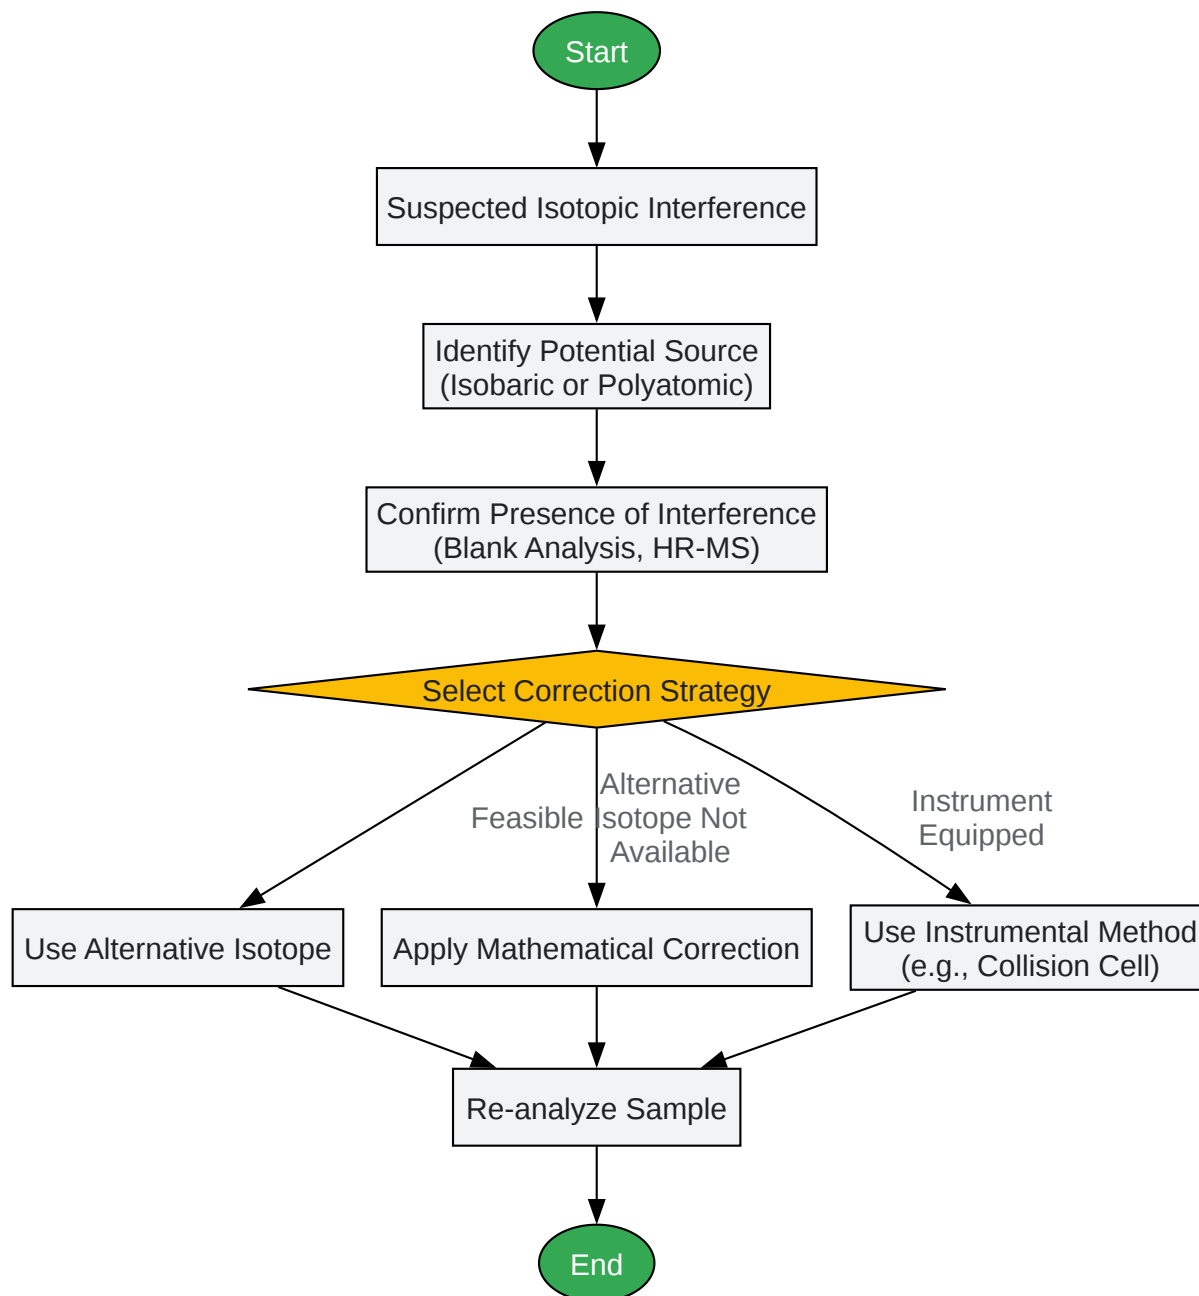 Start
Suspected Isotopic Interference
Identify Potential Source
(Isobaric or Polyatomic)
Confirm Presence of Interference
(Blank Analysis, HR-MS)
Select Correction Strategy
Feasible
Alternative
Isotope Not
Available
Instrument
Equipped
Use Alternative Isotope
Apply Mathematical Correction
Use Instrumental Method
(e.g., Collision Cell)
Re-analyze Sample
End